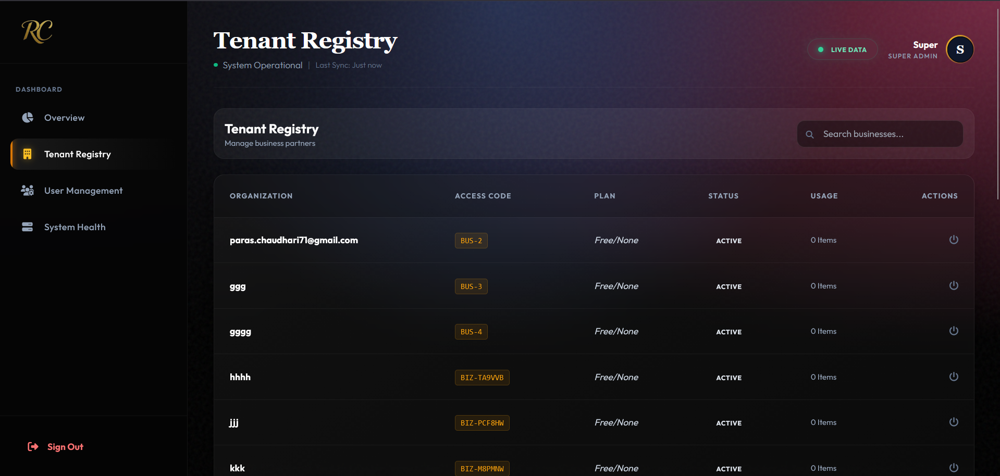 RC
DASHBOARD
Overview
Tenant Registry
User Management
System Health
Sign Out
Tenant Registry
System Operational | Last Sync: Just now
LIVE DATA
Super
SUPER ADMIN
S
Tenant Registry
Manage business partners
Search businesses...
ORGANIZATION ACCESS CODE PLAN STATUS USAGE ACTIONS
paras.chaudhari71@gmail.com BUS-2 Free/None ACTIVE 0 Items
ggg BUS-3 Free/None ACTIVE 0 Items
gggg BUS-4 Free/None ACTIVE 0 Items
hhhh BIZ-TA9VVB Free/None ACTIVE 0 Items
jjj BIZ-PCF8HW Free/None ACTIVE 0 Items
kkk BIZ-M8PMNW Free/None ACTIVE 0 Items